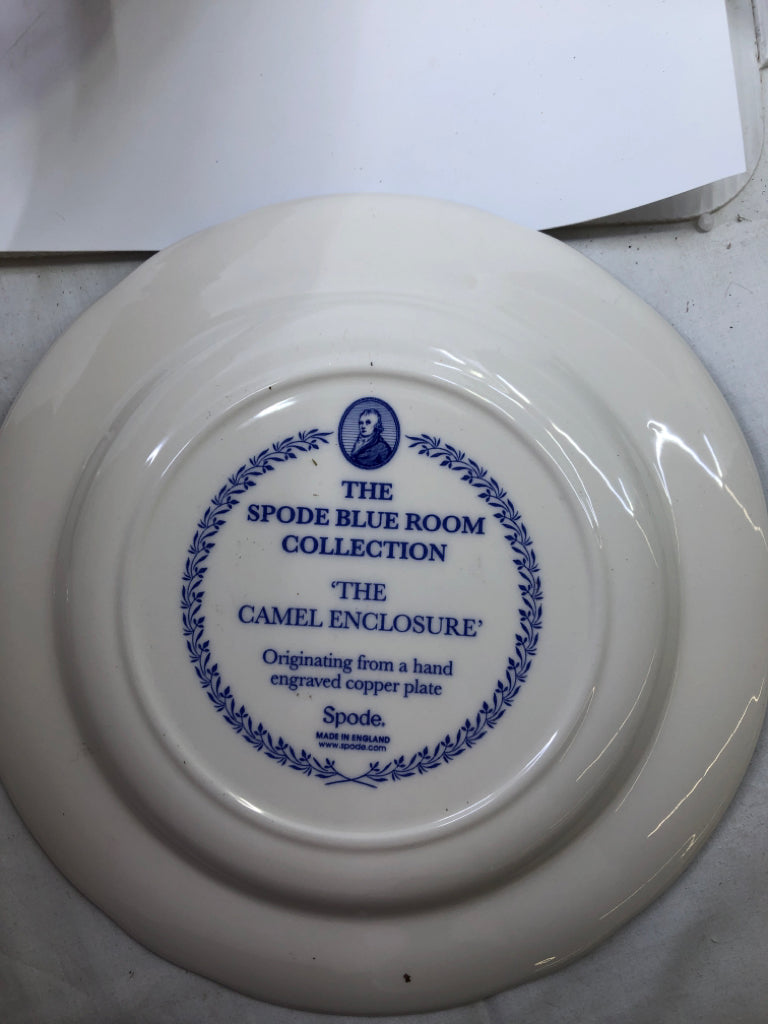 THE
SPODE BLUE ROOM
COLLECTION
‘THE
CAMEL ENCLOSURE’
Originating from a hand
engraved copper plate
Spode.
MADE IN ENGLAND
www.spode.com